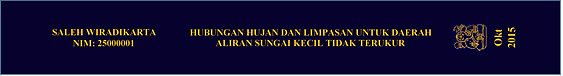 SALEH WIRADIKARTA
NIM: 25000001
HUBUNGAN HUJAN DAN LIMPASAN UNTUK DAERAH
ALIRAN SUNGAI KECIL TIDAK TERUKUR
Okt
2015